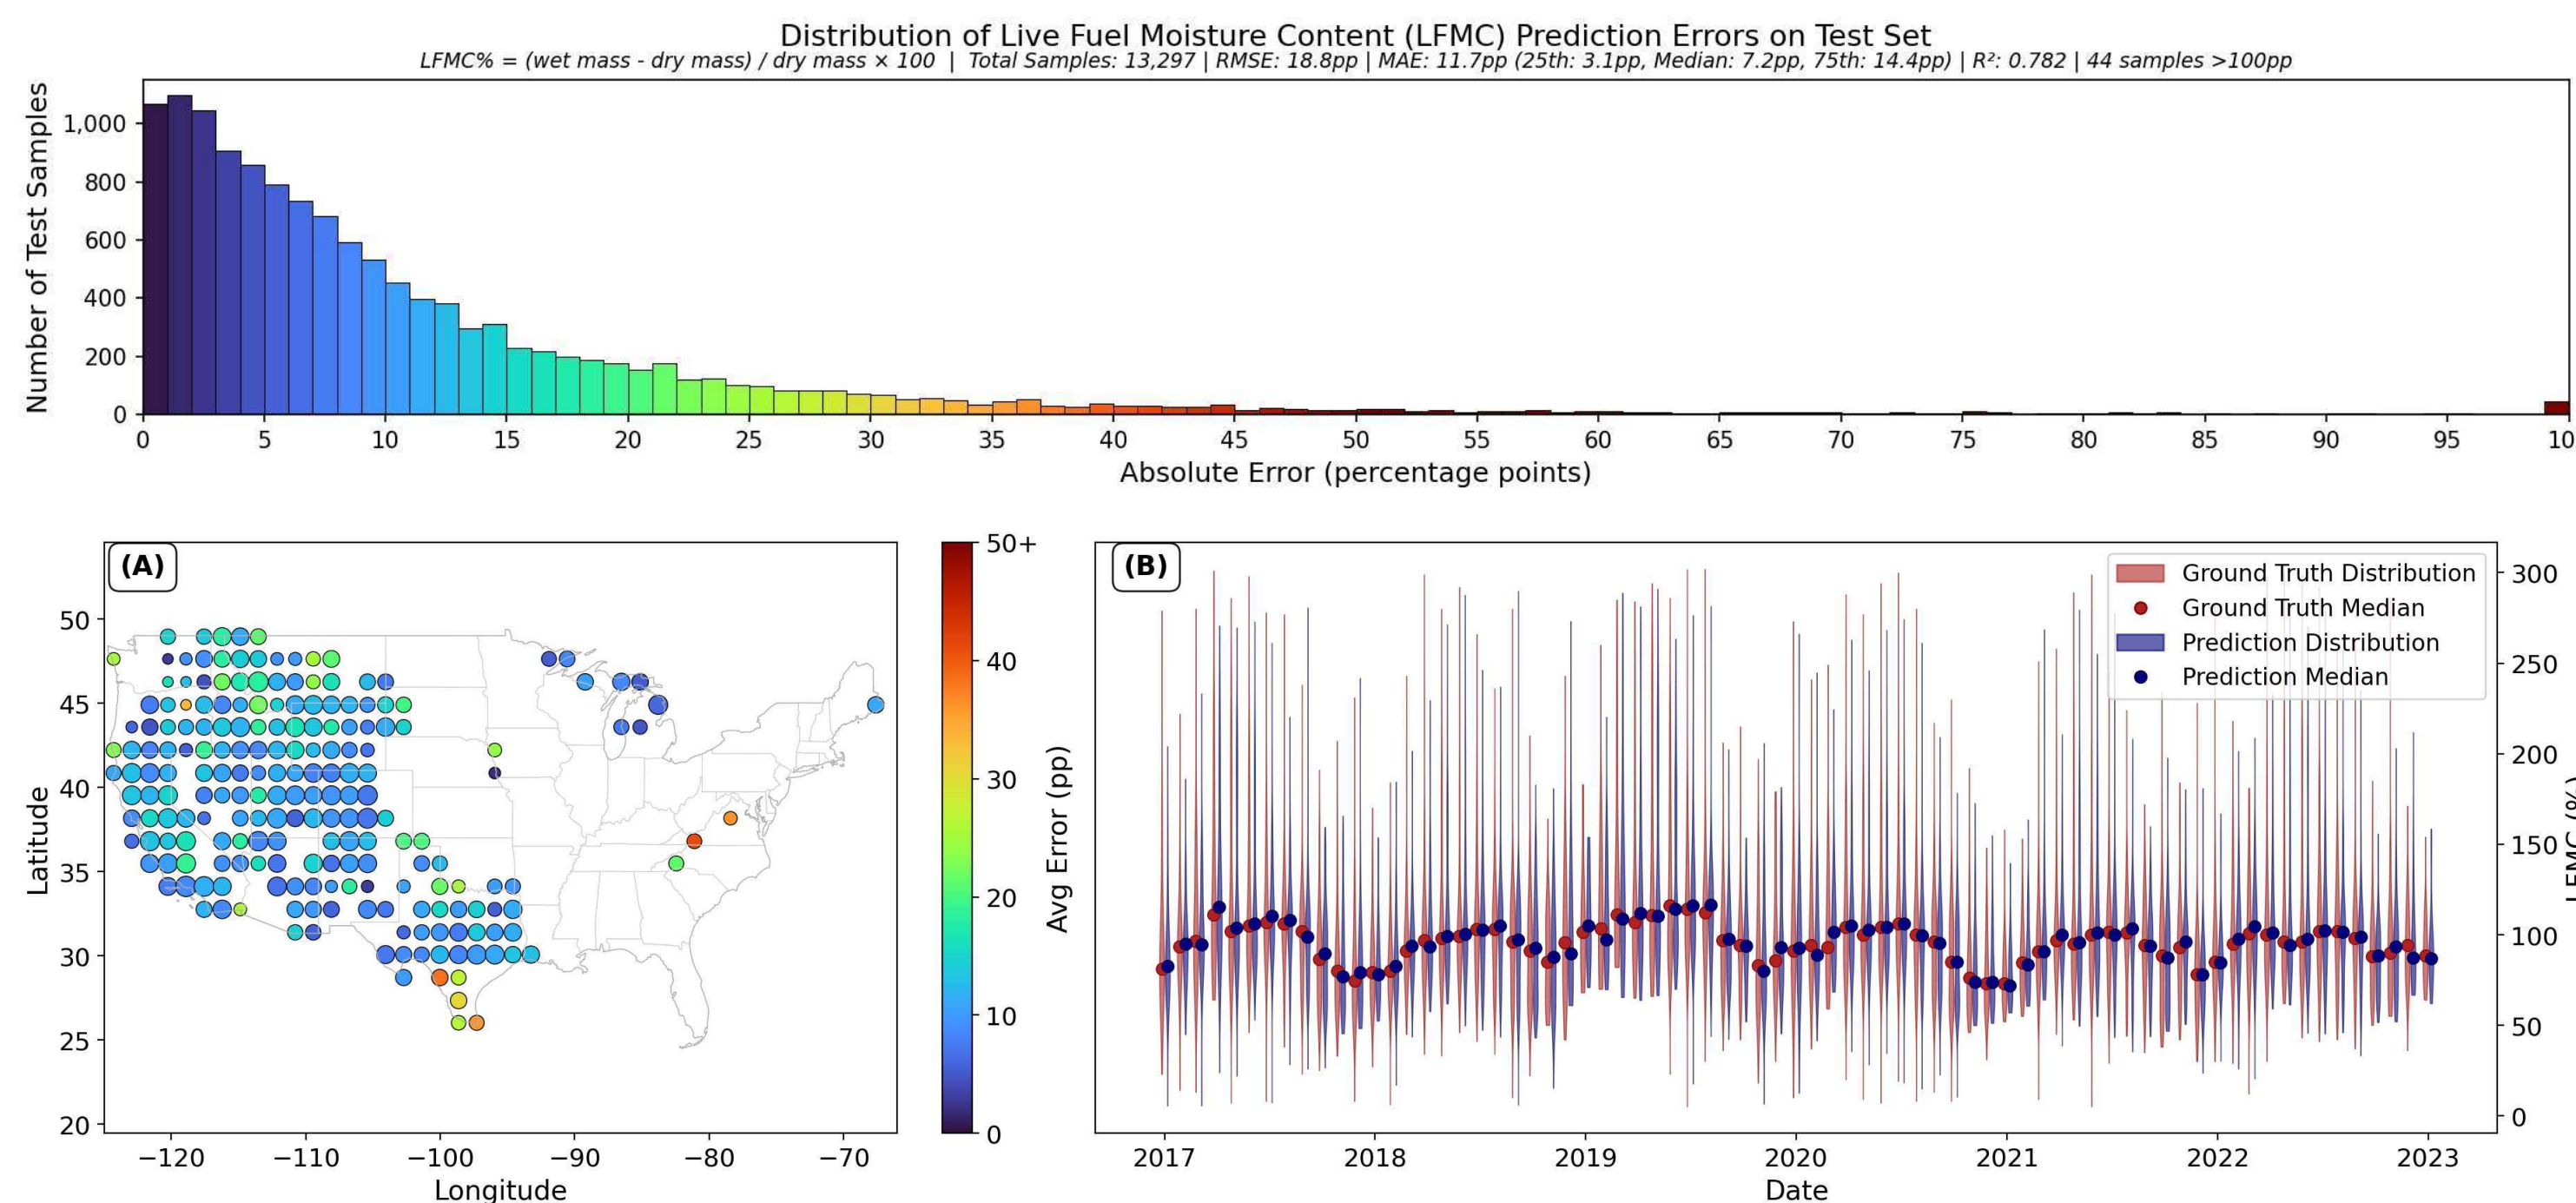 Distribution of Live Fuel Moisture Content (LFMC) Prediction Errors on Test Set
LFMC% = (wet mass - dry mass) / dry mass × 100 | Total Samples: 13,297 | RMSE: 18.8pp | MAE: 11.7pp (25th: 3.1pp, Median: 7.2pp, 75th: 14.4pp) | R²: 0.782 | 44 samples >100pp
Number of Test Samples
1,000
800
600
400
200
0
0 5 10 15 20 25 30 35 40 45 50 55 60 65 70 75 80 85 90 95 10
Absolute Error (percentage points)
(A)
Latitude
50
45
40
35
30
25
20
−120 −110 −100 −90 −80 −70
Longitude
50+
40
30
20
10
0
Avg Error (pp)
(B)
Ground Truth Distribution
Ground Truth Median
Prediction Distribution
Prediction Median
300
250
200
150
100
50
0
LFMC (%)
2017 2018 2019 2020 2021 2022 2023
Date